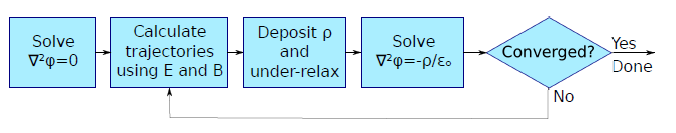 Solve
∇²φ=0
Calculate
trajectories
using E and B
Deposit ρ
and
under-relax
Solve
∇²φ=-ρ/ε₀
Converged?
Yes
Done
No